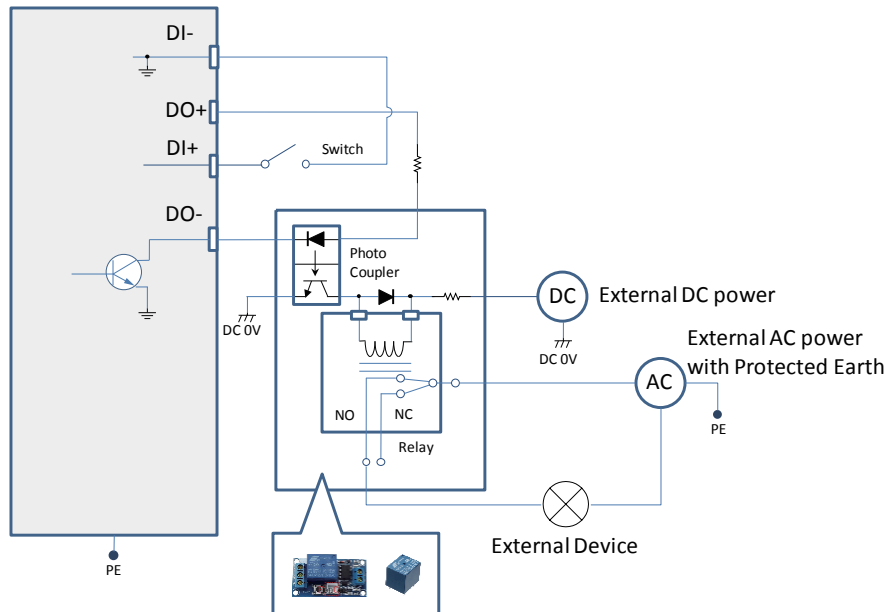 DI-
DO+
DI+
Switch
DO-
Photo
Coupler
DC
External DC power
DC 0V
DC 0V
External AC power
with Protected Earth
AC
PE
NO
NC
Relay
External Device
PE